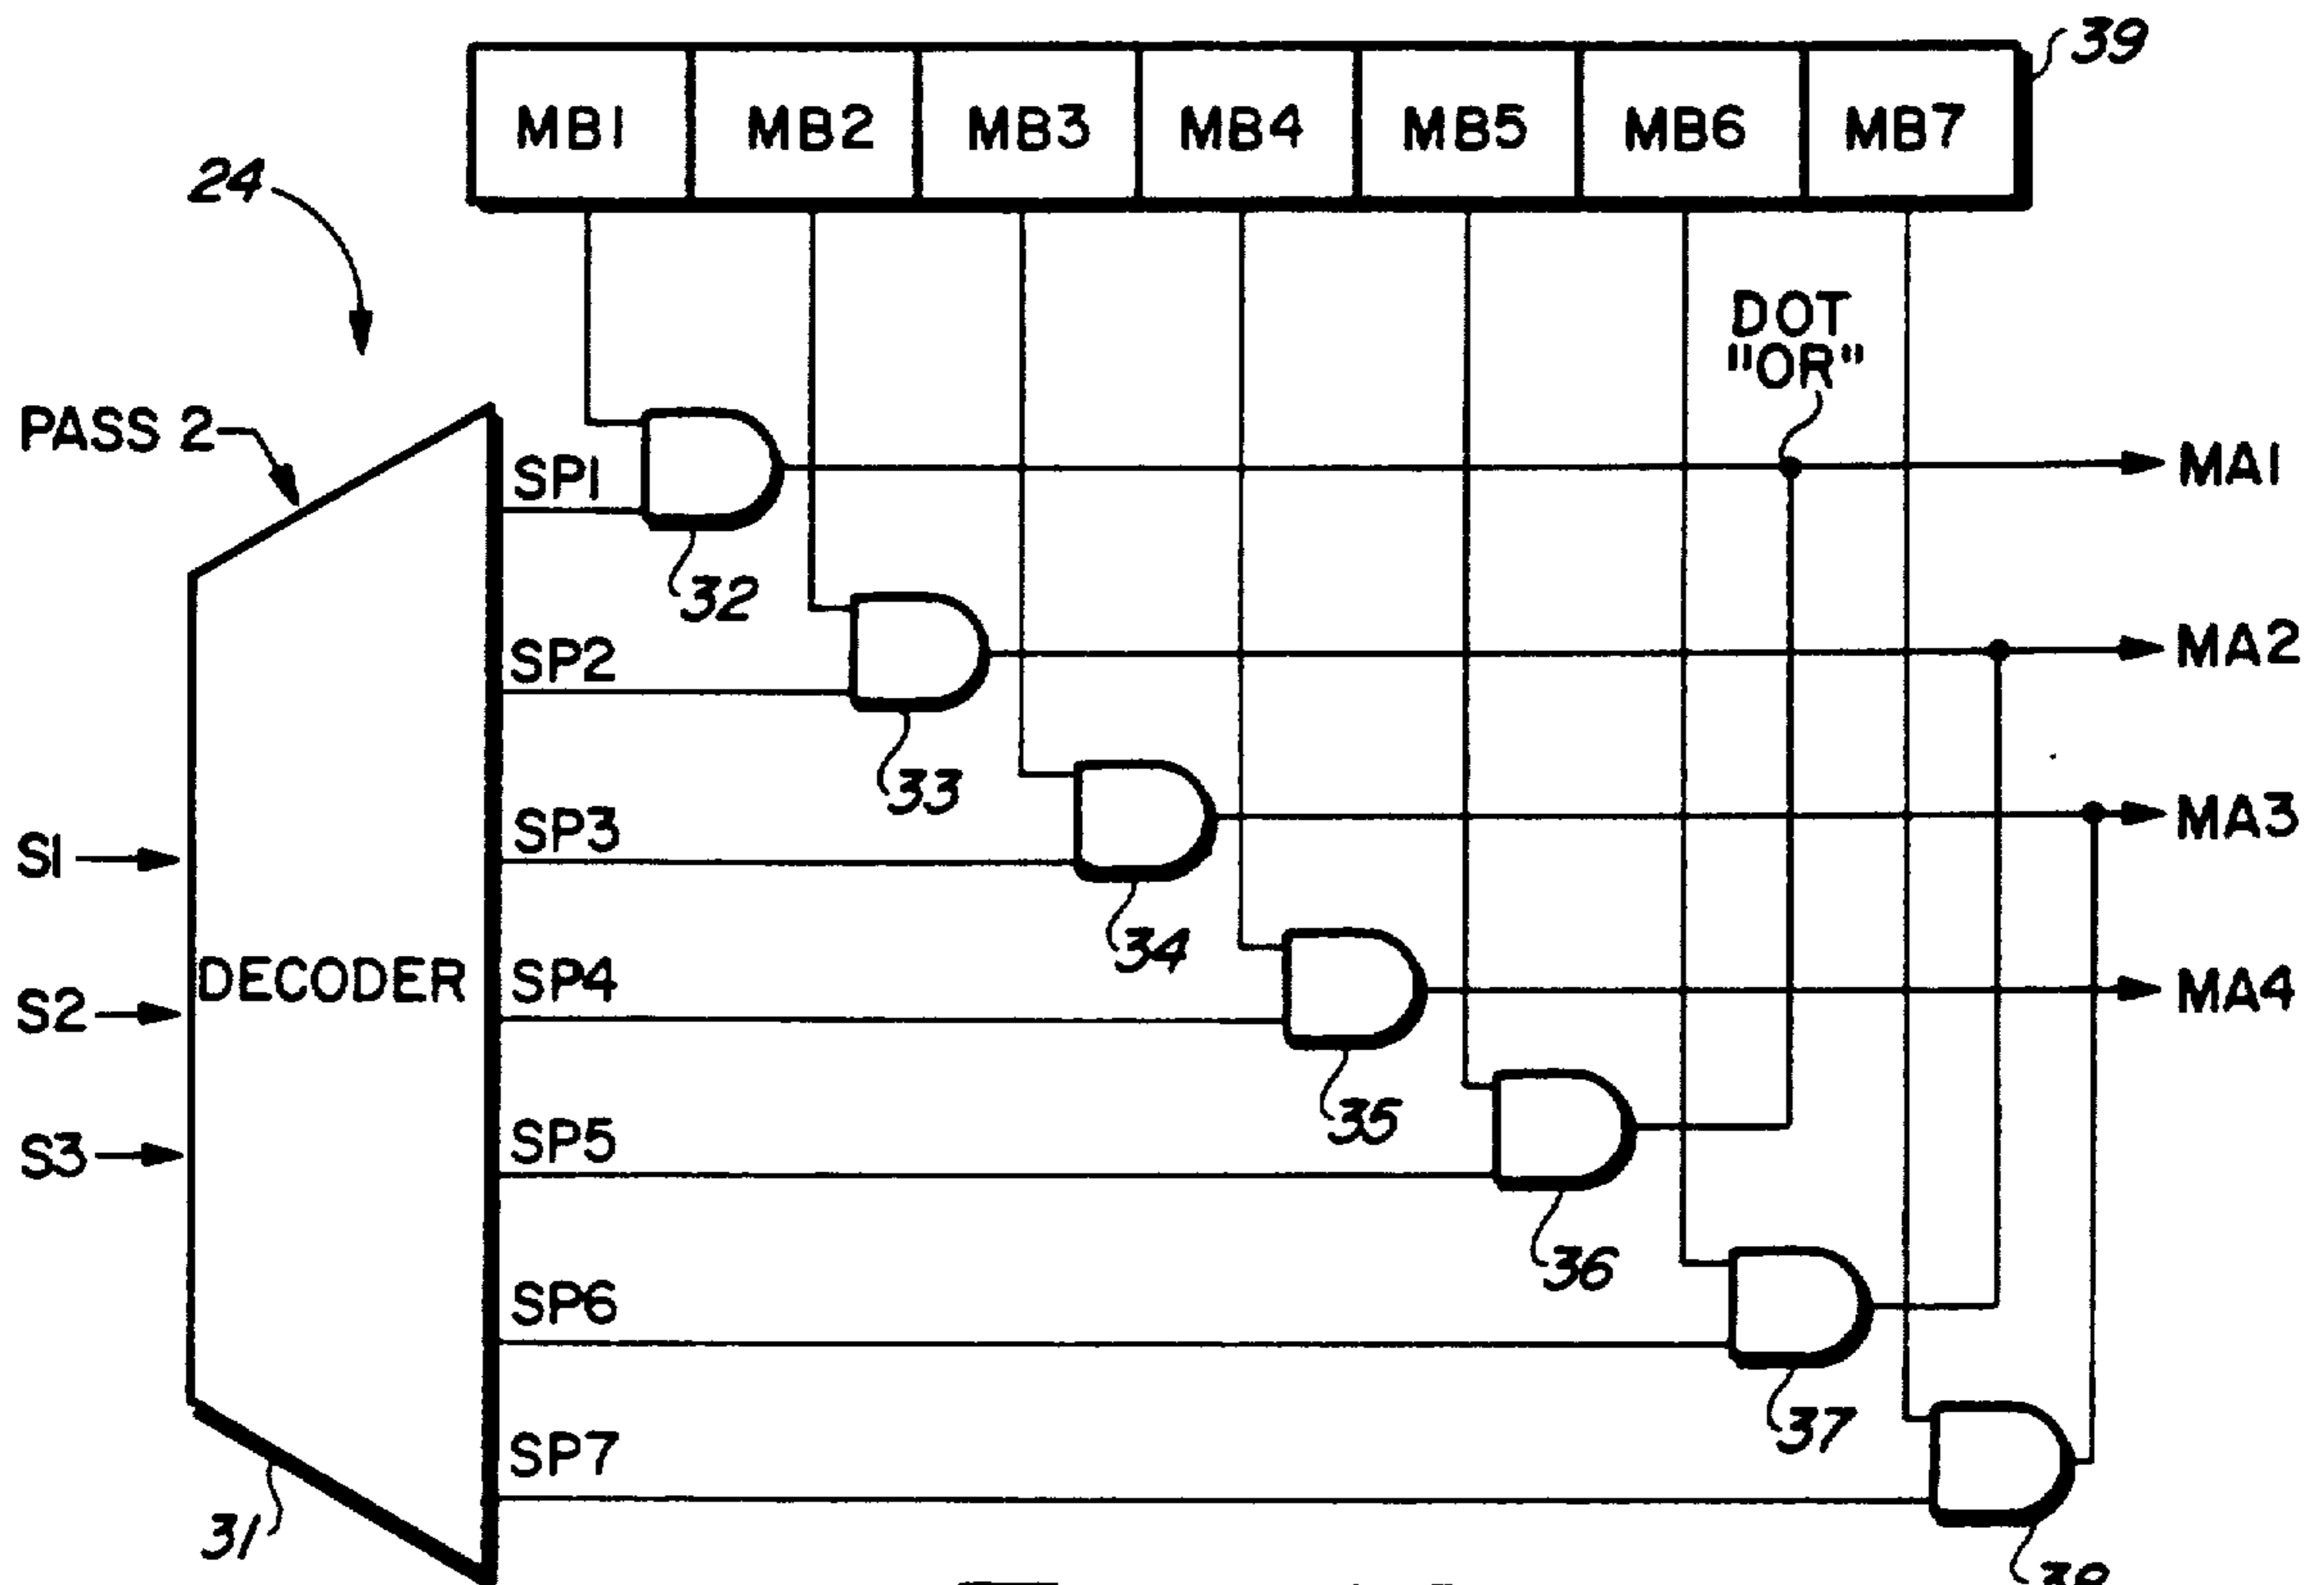 39
MB1 MB2 MB3 MB4 MB5 MB6 MB7
24
DOT
"OR"
PASS 2
SP1
MA1
32
SP2
MA2
33
SP3
MA3
S1
34
DECODER
SP4
MA4
S2
35
SP5
S3
36
SP6
37
SP7
31
38